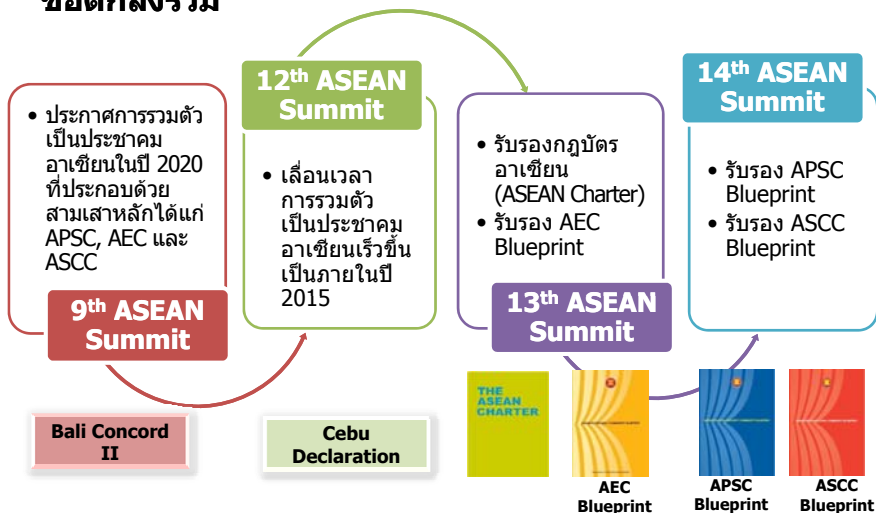 ข้อตกลงร่วม
• ประกาศการรวมตัว
เป็นประชาคม
อาเซียนในปี 2020
ที่ประกอบด้วย
สามเสาหลักได้แก่
APSC, AEC และ
ASCC
9th ASEAN
Summit
Bali Concord
II
12th ASEAN
Summit
• เลื่อนเวลา
การรวมตัว
เป็นประชาคม
อาเซียนเร็วขึ้น
เป็นภายในปี
2015
Cebu
Declaration
• รับรองกฎบัตร
อาเซียน
(ASEAN Charter)
• รับรอง AEC
Blueprint
13th ASEAN
Summit
THE
ASEAN
CHARTER
AEC
Blueprint
14th ASEAN
Summit
• รับรอง APSC
Blueprint
• รับรอง ASCC
Blueprint
APSC
Blueprint
ASCC
Blueprint